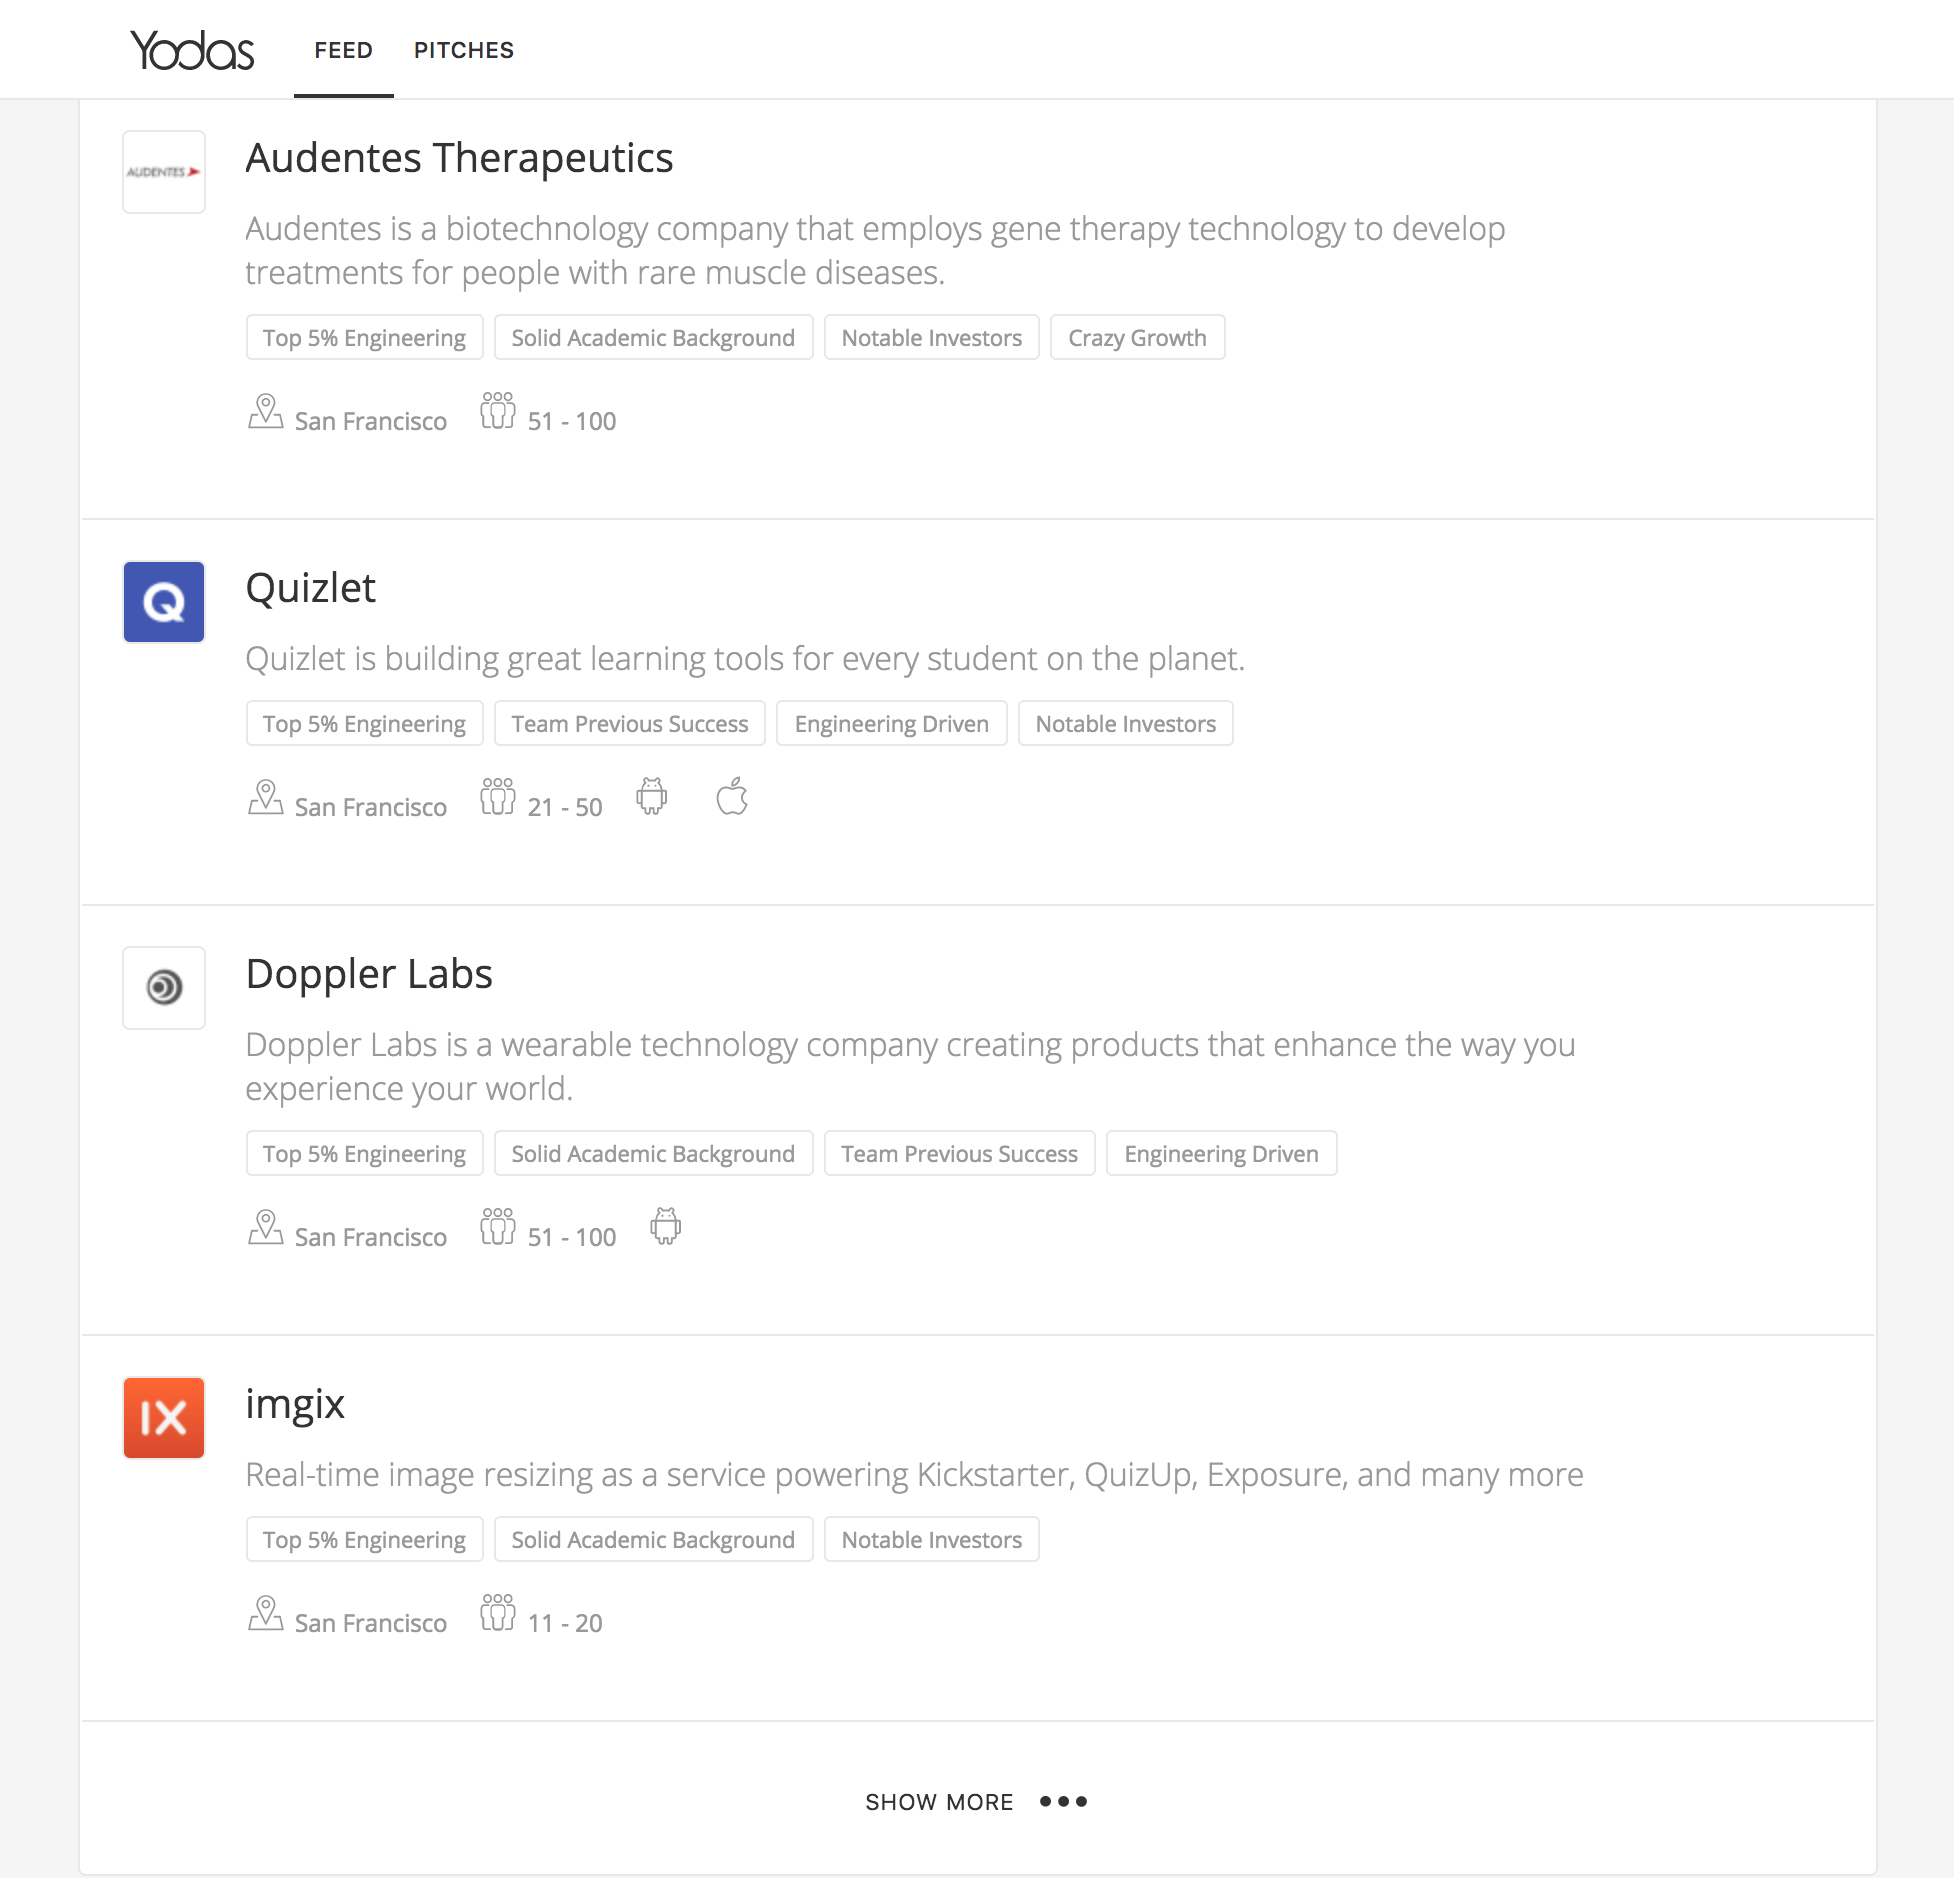 Yodas FEED PITCHES
AUDENTES
Audentes Therapeutics
Audentes is a biotechnology company that employs gene therapy technology to develop
treatments for people with rare muscle diseases.
Top 5% Engineering Solid Academic Background Notable Investors Crazy Growth
San Francisco 51 - 100
Q
Quizlet
Quizlet is building great learning tools for every student on the planet.
Top 5% Engineering Team Previous Success Engineering Driven Notable Investors
San Francisco 21 - 50
Doppler Labs
Doppler Labs is a wearable technology company creating products that enhance the way you
experience your world.
Top 5% Engineering Solid Academic Background Team Previous Success Engineering Driven
San Francisco 51 - 100
IX
imgix
Real-time image resizing as a service powering Kickstarter, QuizUp, Exposure, and many more
Top 5% Engineering Solid Academic Background Notable Investors
San Francisco 11 - 20
SHOW MORE •••